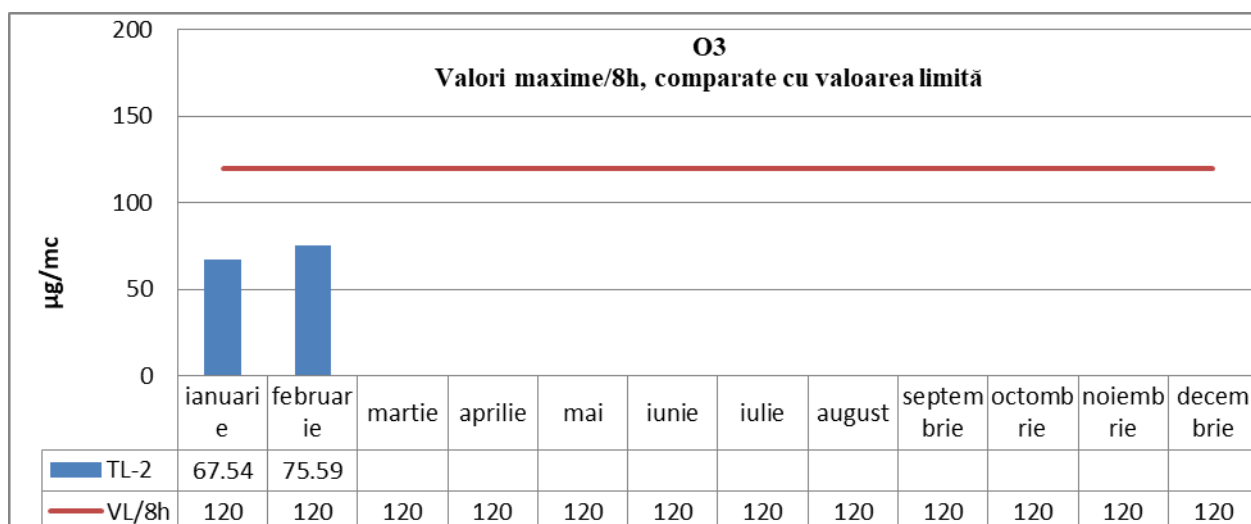 O3
Valori maxime/8h, comparate cu valoarea limită
200
150
100
50
0
µg/mc
ianuari
e
februar
ie
martie
aprilie
mai
iunie
iulie
august
septem
brie
octomb
rie
noiemb
rie
decem
brie
TL-2 67.54 75.59
VL/8h 120 120 120 120 120 120 120 120 120 120 120 120